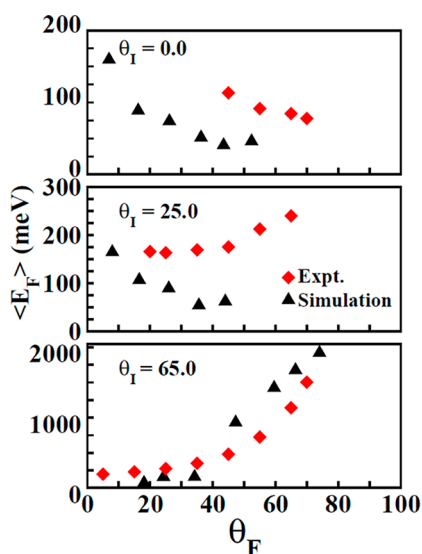 200
θI = 0.0
100
0
300
θI = 25.0
200
Expt.
100
Simulation
0
<EF> (meV)
2000
θI = 65.0
1000
0
0 20 40 60 80 100
θF